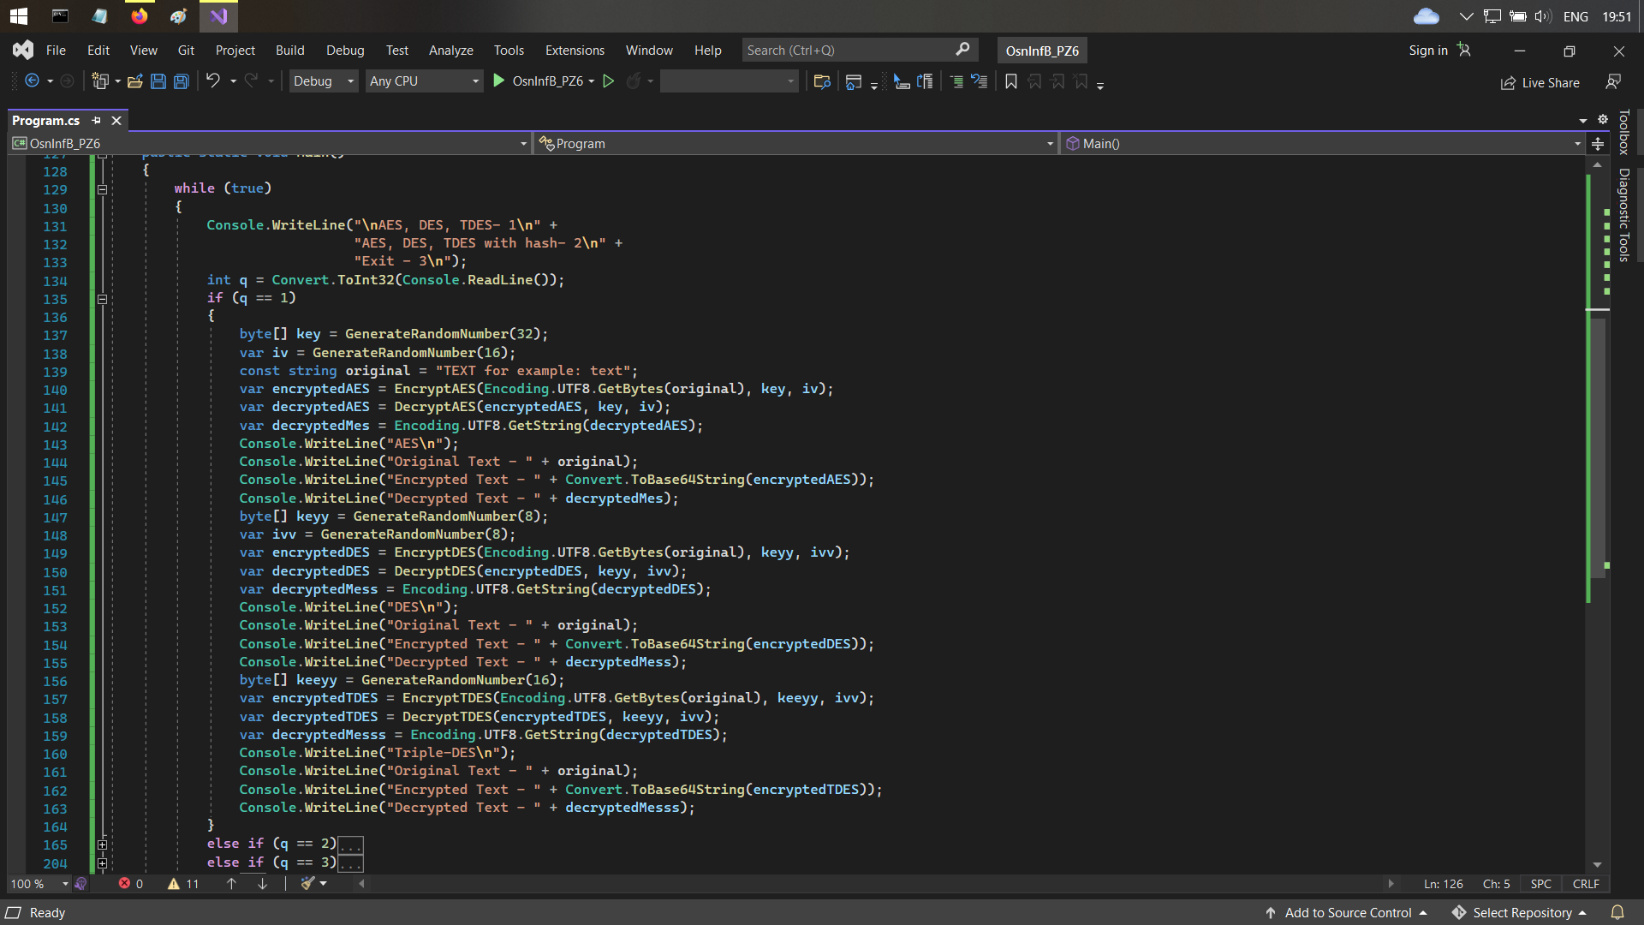 ENG 19:51
File Edit View Git Project Build Debug Test Analyze Tools Extensions Window Help Search (Ctrl+Q) OsnInfB_PZ6 Sign in
Debug Any CPU OsnInfB_PZ6 Live Share
Program.cs
OsnInfB_PZ6 Program Main()
Toolbox
Diagnostic Tools
127 public static void Main()
128 {
129 while (true)
130 {
131 Console.WriteLine("\nAES, DES, TDES- 1\n" +
132 "AES, DES, TDES with hash- 2\n" +
133 "Exit - 3\n");
134 int q = Convert.ToInt32(Console.ReadLine());
135 if (q == 1)
136 {
137 byte[] key = GenerateRandomNumber(32);
138 var iv = GenerateRandomNumber(16);
139 const string original = "TEXT for example: text";
140 var encryptedAES = EncryptAES(Encoding.UTF8.GetBytes(original), key, iv);
141 var decryptedAES = DecryptAES(encryptedAES, key, iv);
142 var decryptedMes = Encoding.UTF8.GetString(decryptedAES);
143 Console.WriteLine("AES\n");
144 Console.WriteLine("Original Text - " + original);
145 Console.WriteLine("Encrypted Text - " + Convert.ToBase64String(encryptedAES));
146 Console.WriteLine("Decrypted Text - " + decryptedMes);
147 byte[] keyy = GenerateRandomNumber(8);
148 var ivv = GenerateRandomNumber(8);
149 var encryptedDES = EncryptDES(Encoding.UTF8.GetBytes(original), keyy, ivv);
150 var decryptedDES = DecryptDES(encryptedDES, keyy, ivv);
151 var decryptedMess = Encoding.UTF8.GetString(decryptedDES);
152 Console.WriteLine("DES\n");
153 Console.WriteLine("Original Text - " + original);
154 Console.WriteLine("Encrypted Text - " + Convert.ToBase64String(encryptedDES));
155 Console.WriteLine("Decrypted Text - " + decryptedMess);
156 byte[] keeyy = GenerateRandomNumber(16);
157 var encryptedTDES = EncryptTDES(Encoding.UTF8.GetBytes(original), keeyy, ivv);
158 var decryptedTDES = DecryptTDES(encryptedTDES, keeyy, ivv);
159 var decryptedMesss = Encoding.UTF8.GetString(decryptedTDES);
160 Console.WriteLine("Triple-DES\n");
161 Console.WriteLine("Original Text - " + original);
162 Console.WriteLine("Encrypted Text - " + Convert.ToBase64String(encryptedTDES));
163 Console.WriteLine("Decrypted Text - " + decryptedMesss);
164 }
165 else if (q == 2)...
204 else if (q == 3)...
100 % 0 11 Ln: 126 Ch: 5 SPC CRLF
Ready Add to Source Control Select Repository